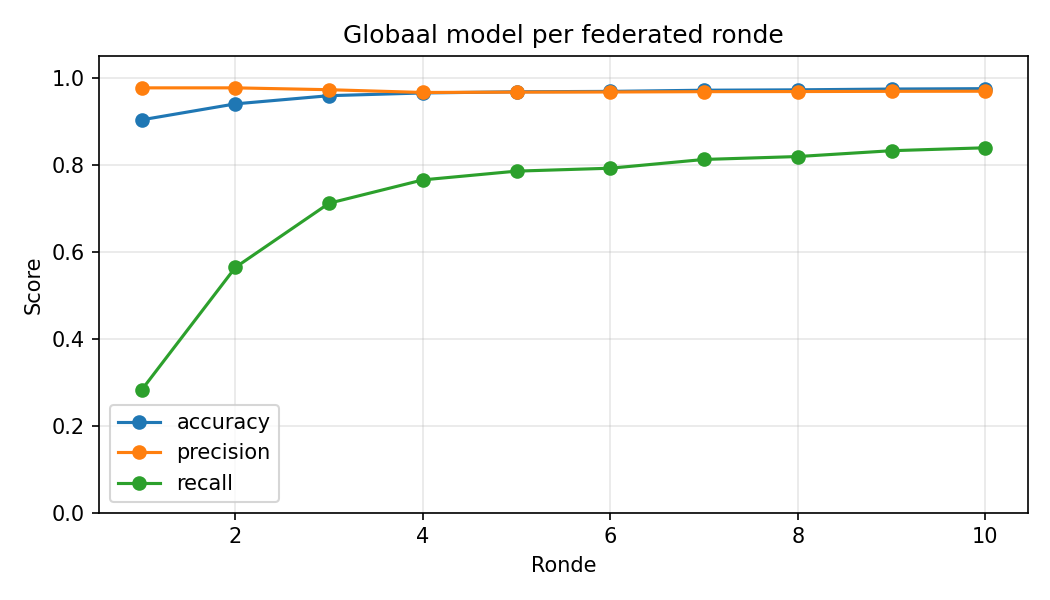 Globaal model per federated ronde
Score
1.0
0.8
0.6
0.4
0.2
0.0
accuracy
precision
recall
2 4 6 8 10
Ronde